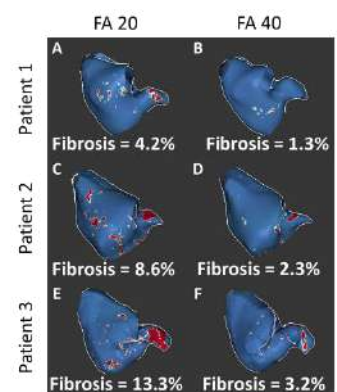 FA 20 FA 40
Patient 1
A B
Fibrosis = 4.2% Fibrosis = 1.3%
Patient 2
C D
Fibrosis = 8.6% Fibrosis = 2.3%
Patient 3
E F
Fibrosis = 13.3% Fibrosis = 3.2%